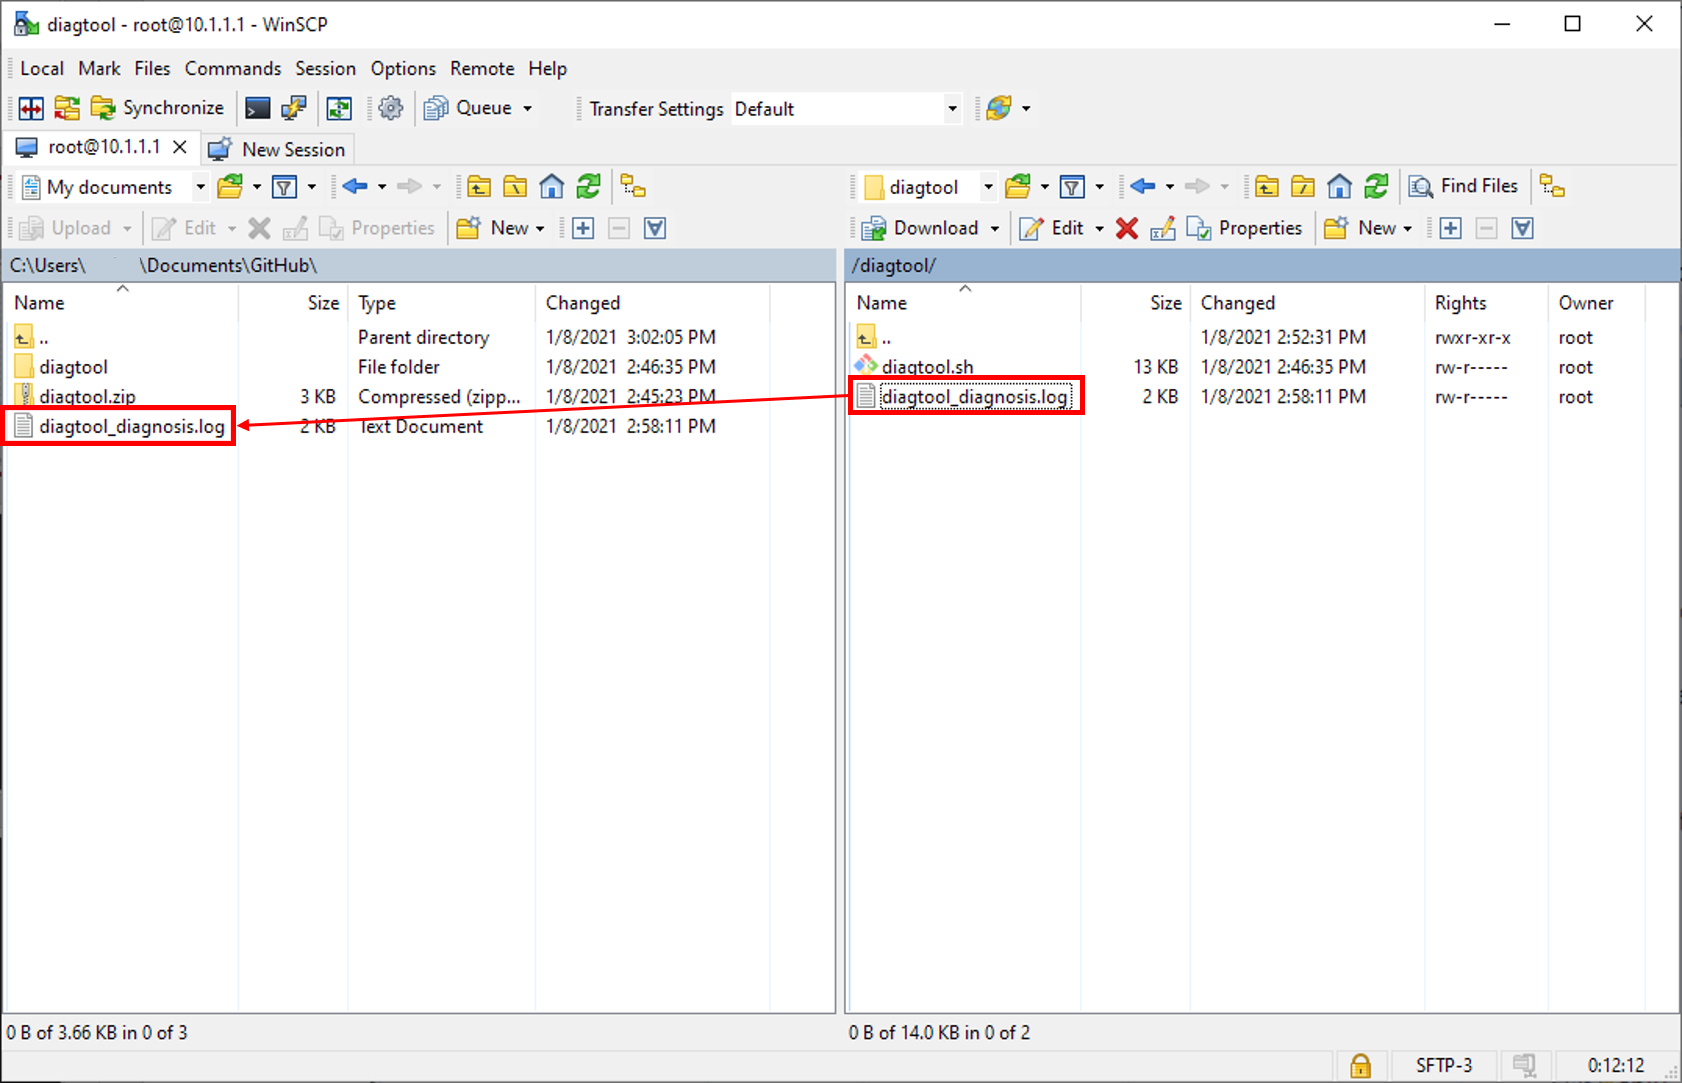 diagtool - root@10.1.1.1 - WinSCP
Local Mark Files Commands Session Options Remote Help
Synchronize Queue Transfer Settings Default
root@10.1.1.1 New Session
My documents
Upload Edit Properties New
C:\Users\ \Documents\GitHub\
Name Size Type Changed
.. Parent directory 1/8/2021 3:02:05 PM
diagtool File folder 1/8/2021 2:46:35 PM
diagtool.zip 3 KB Compressed (zipp... 1/8/2021 2:45:23 PM
diagtool_diagnosis.log 2 KB Text Document 1/8/2021 2:58:11 PM
0 B of 3.66 KB in 0 of 3
diagtool Find Files
Download Edit Properties New
/diagtool/
Name Size Changed Rights Owner
.. 1/8/2021 2:52:31 PM rwxr-xr-x root
diagtool.sh 13 KB 1/8/2021 2:46:35 PM rw-r----- root
diagtool_diagnosis.log 2 KB 1/8/2021 2:58:11 PM rw-r----- root
0 B of 14.0 KB in 0 of 2
SFTP-3 0:12:12